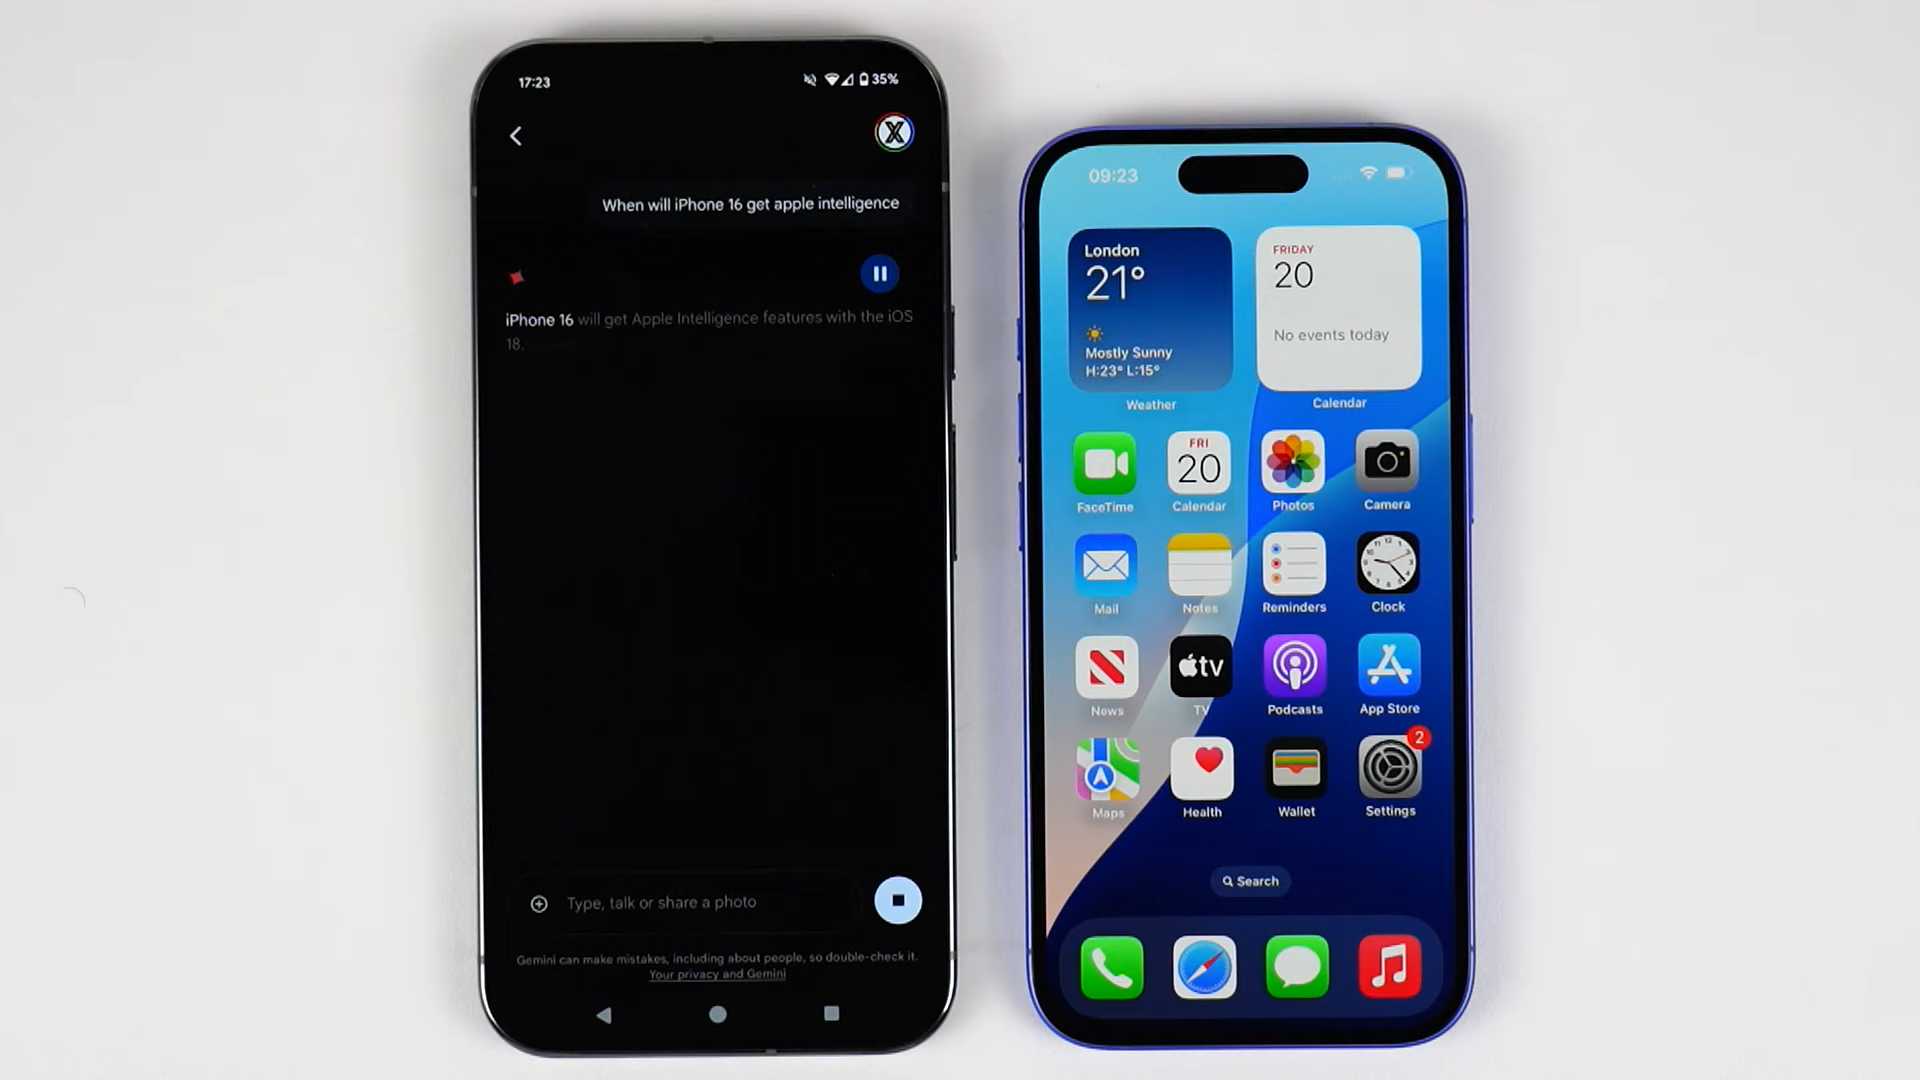 17:23
35%
X
When will iPhone 16 get apple intelligence
iPhone 16 will get Apple Intelligence features with the iOS
18.
Type, talk or share a photo
Gemini can make mistakes, including about people, so double-check it.
Your privacy and Gemini
09:23
London
21°
Mostly Sunny
H:23° L:15°
Weather
FRIDAY
20
No events today
Calendar
FaceTime
FRI
20
Calendar
Photos
Camera
Mail
Notes
Reminders
Clock
News
tv
TV
Podcasts
App Store
Maps
Health
Wallet
2
Settings
Search